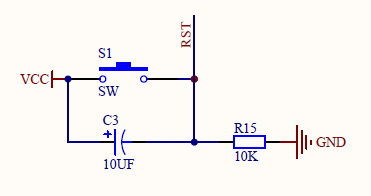 RST
S1
VCC
SW
C3
10UF
R15
10K
GND